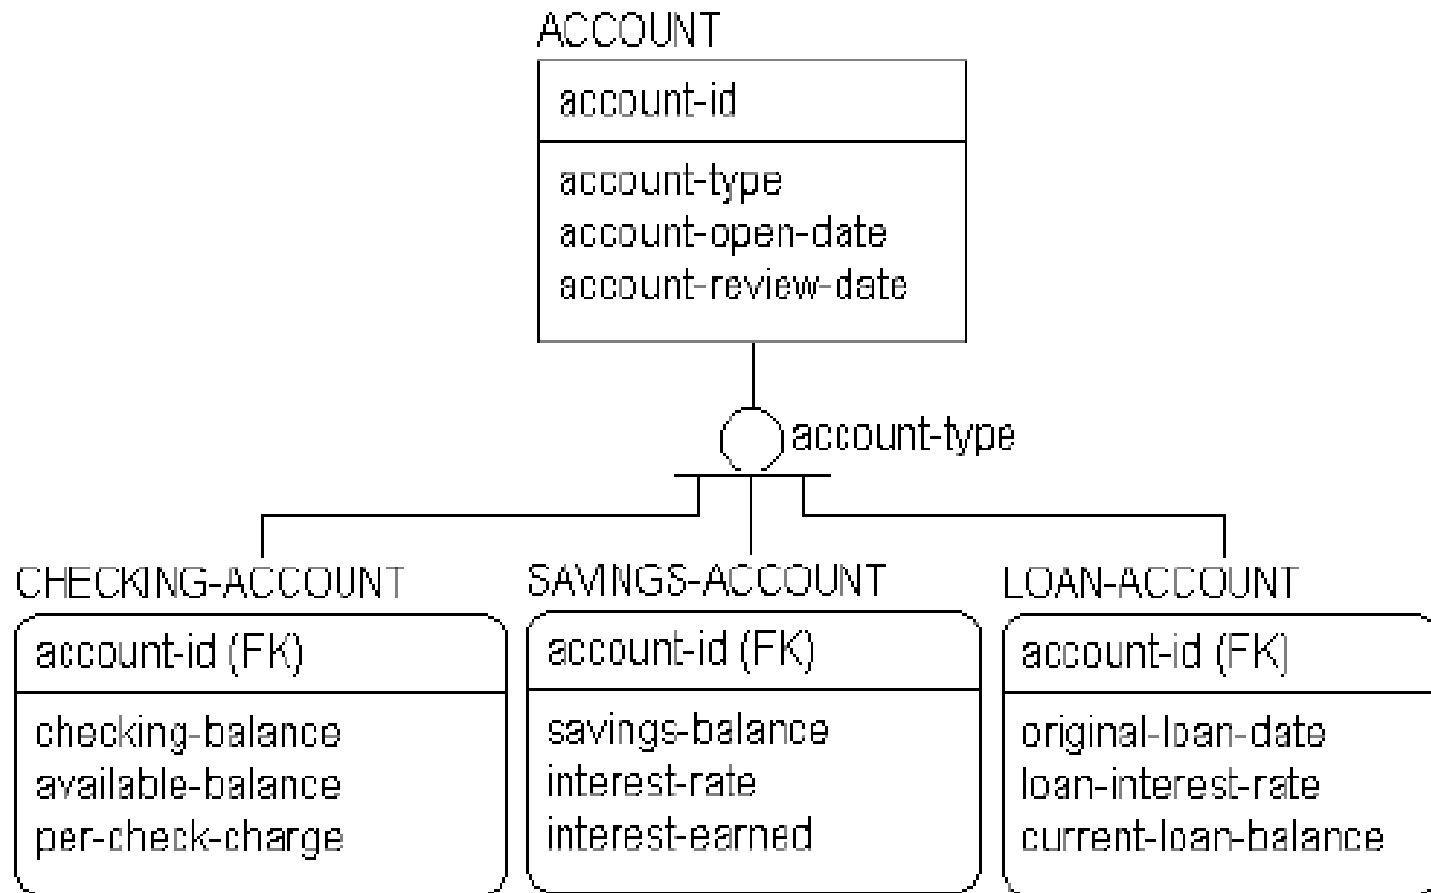 ACCOUNT
account-id
account-type
account-open-date
account-review-date
account-type
CHECKING-ACCOUNT
account-id (FK)
checking-balance
available-balance
per-check-charge
SAVINGS-ACCOUNT
account-id (FK)
savings-balance
interest-rate
interest-earned
LOAN-ACCOUNT
account-id (FK)
original-loan-date
loan-interest-rate
current-loan-balance